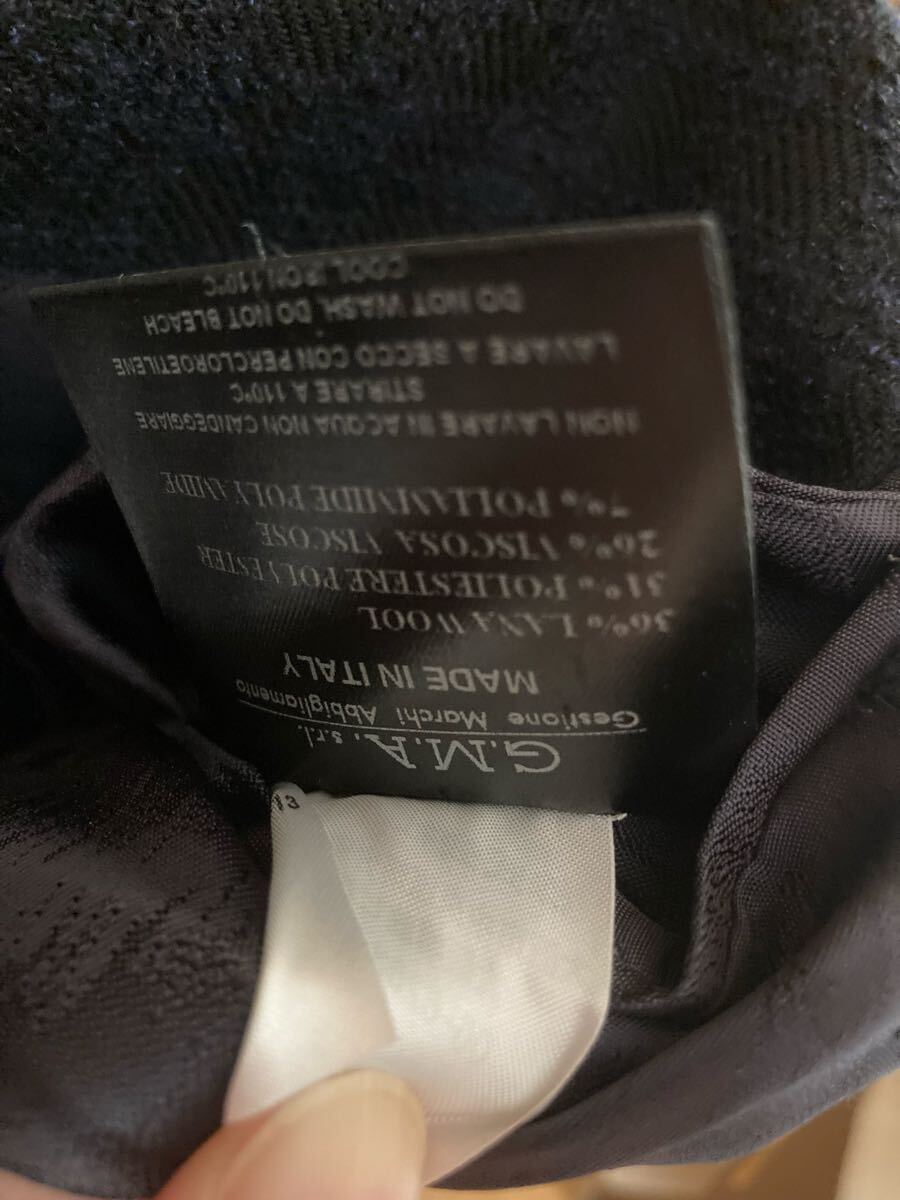 G.M.A. s.r.l.
Gestione Marchi Abbigliamento
MADE IN ITALY
36% LANA WOOL
31% POLIESTERE POLYESTER
26% VISCOSA VISCOSE
7% POLIAMMIDE POLYAMIDE
NON LAVARE IN ACQUA NON CANDEGGIARE
STIRARE A 110°C
LAVARE A SECCO CON PERCLOROETILENE
DO NOT WASH, DO NOT BLEACH
COOL IRON 110°C